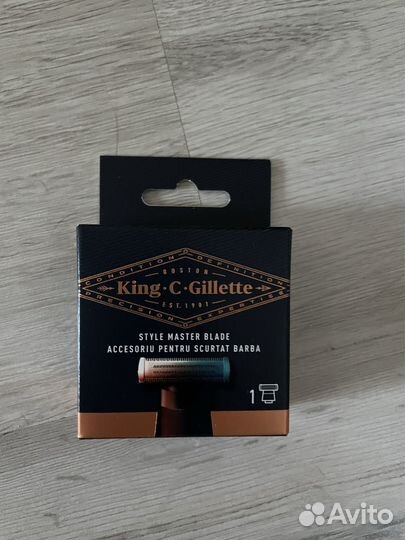 BOSTON
CONDITION DEFINITION
King·C·Gillette
PRECISION EXPERTISE
EST. 1901
STYLE MASTER BLADE
ACCESORIU PENTRU SCURTAT BARBA
1
Avito